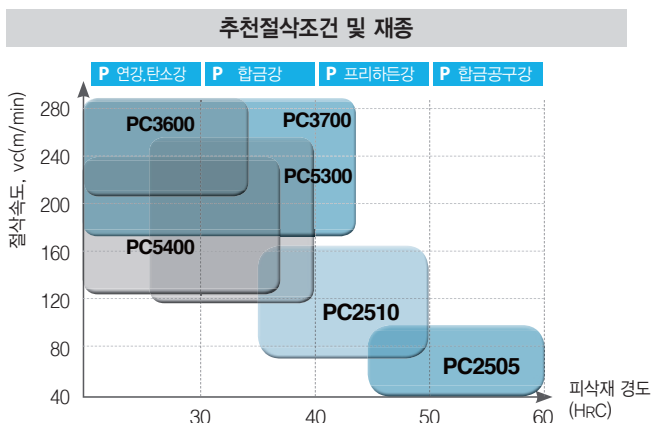 추천절삭조건 및 재종
P 연강,탄소강 P 합금강 P 프리하든강 P 합금공구강
절삭속도, vc(m/min)
280
240
200
160
120
80
40
PC3600
PC3700
PC5300
PC5400
PC2510
PC2505
30 40 50 60
피삭재 경도
(HRC)